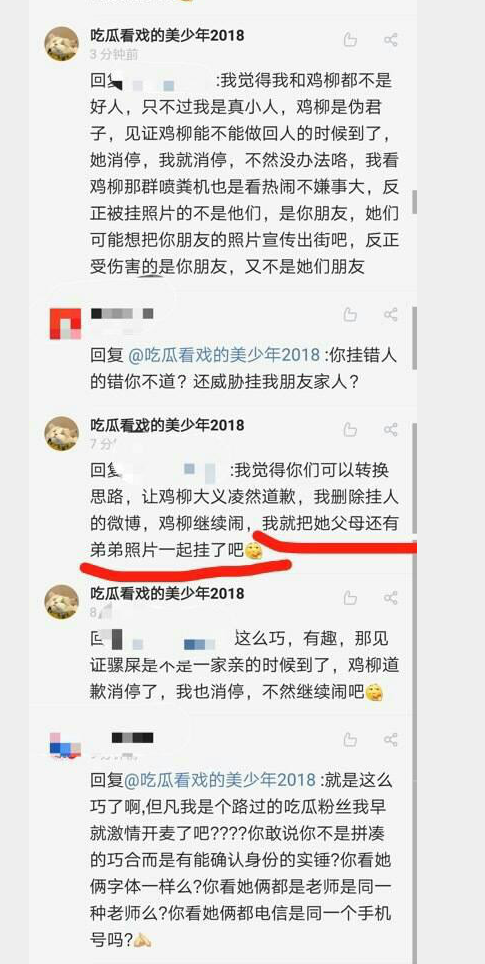 吃瓜看戏的美少年2018
3 分钟前
回复 :我觉得我和鸡柳都不是
好人，只不过我是真小人，鸡柳是伪君
子，见证鸡柳能不能做回人的时候到了，
她消停，我就消停，不然没办法咯，我看
鸡柳那群喷粪机也是看热闹不嫌事大，反
正被挂照片的不是他们，是你朋友，她们
可能想把你朋友的照片宣传出街吧，反正
受伤害的是你朋友，又不是她们朋友
回复 @吃瓜看戏的美少年2018 :你挂错人
的错你不道？还威胁挂我朋友家人？
吃瓜看戏的美少年2018
7 分
回复 :我觉得你们可以转换
思路，让鸡柳大义凌然道歉，我删除挂人
的微博，鸡柳继续闹，我就把她父母还有
弟弟照片一起挂了吧
吃瓜看戏的美少年2018
8
这么巧，有趣，那见
证骡屎是不是一家亲的时候到了，鸡柳道
歉消停了，我也消停，不然继续闹吧
回复@吃瓜看戏的美少年2018 :就是这么
巧了啊,但凡我是个路过的吃瓜粉丝我早
就激情开麦了吧????你敢说你不是拼凑
的巧合而是有能确认身份的实锤?你看她
俩字体一样么?你看她俩都是老师是同一
种老师么?你看她俩都电信是同一个手机
号吗?